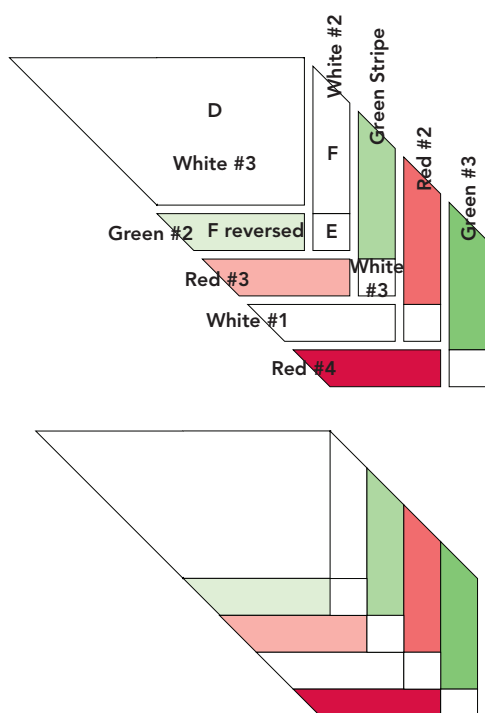 White #2
Green Stripe
Red #2
Green #3
D
F
White #3
Green #2
F reversed
E
Red #3
White
#3
White #1
Red #4